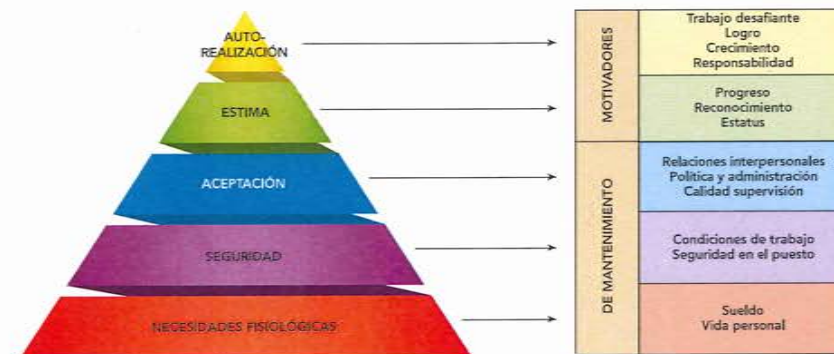 AUTO-
REALIZACIÓN
ESTIMA
ACEPTACIÓN
SEGURIDAD
NECESIDADES FISIOLÓGICAS
MOTIVADORES
Trabajo desafiante
Logro
Crecimiento
Responsabilidad
Progreso
Reconocimiento
Estatus
DE MANTENIMIENTO
Relaciones interpersonales
Política y administración
Calidad supervisión
Condiciones de trabajo
Seguridad en el puesto
Sueldo
Vida personal